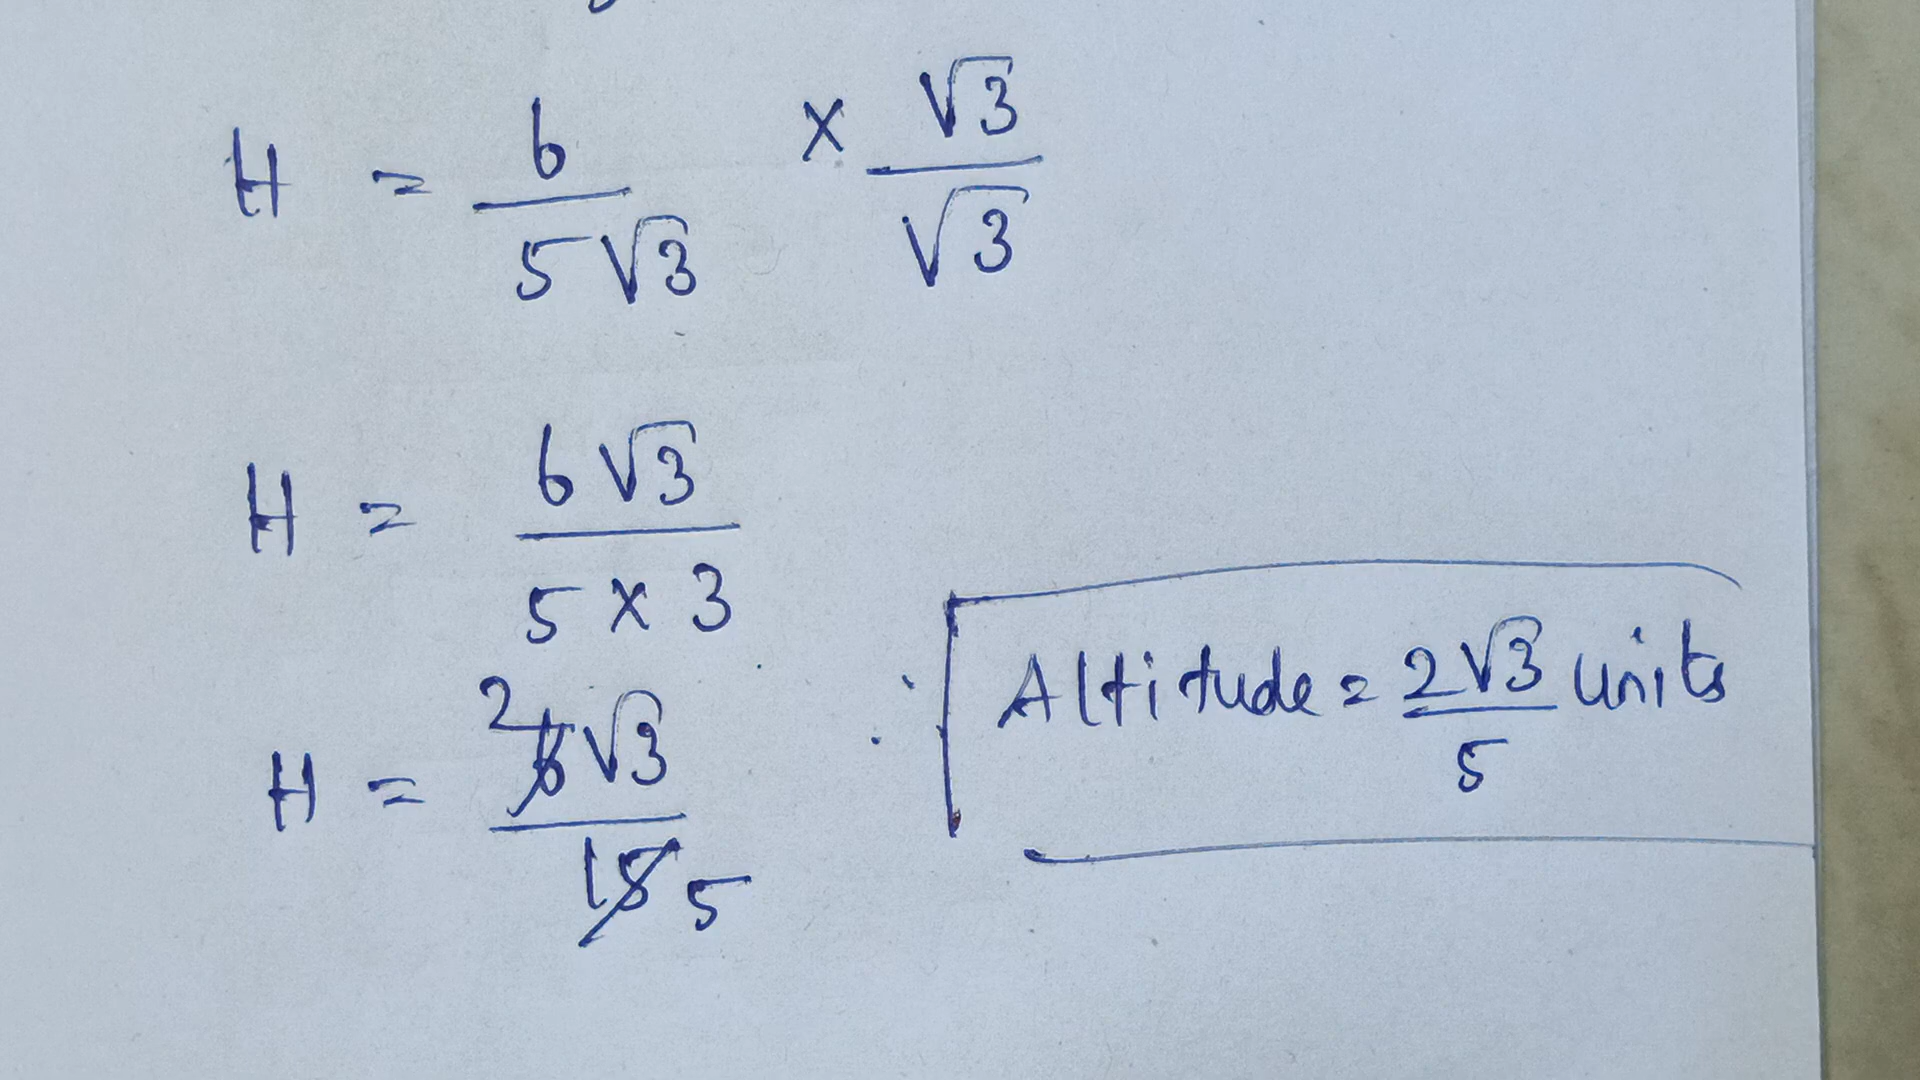 H = 6/5√3 × √3/√3
H = 6√3/5 × 3
H = 2 6√3/15 5
∴ Altitude = 2√3/5 units